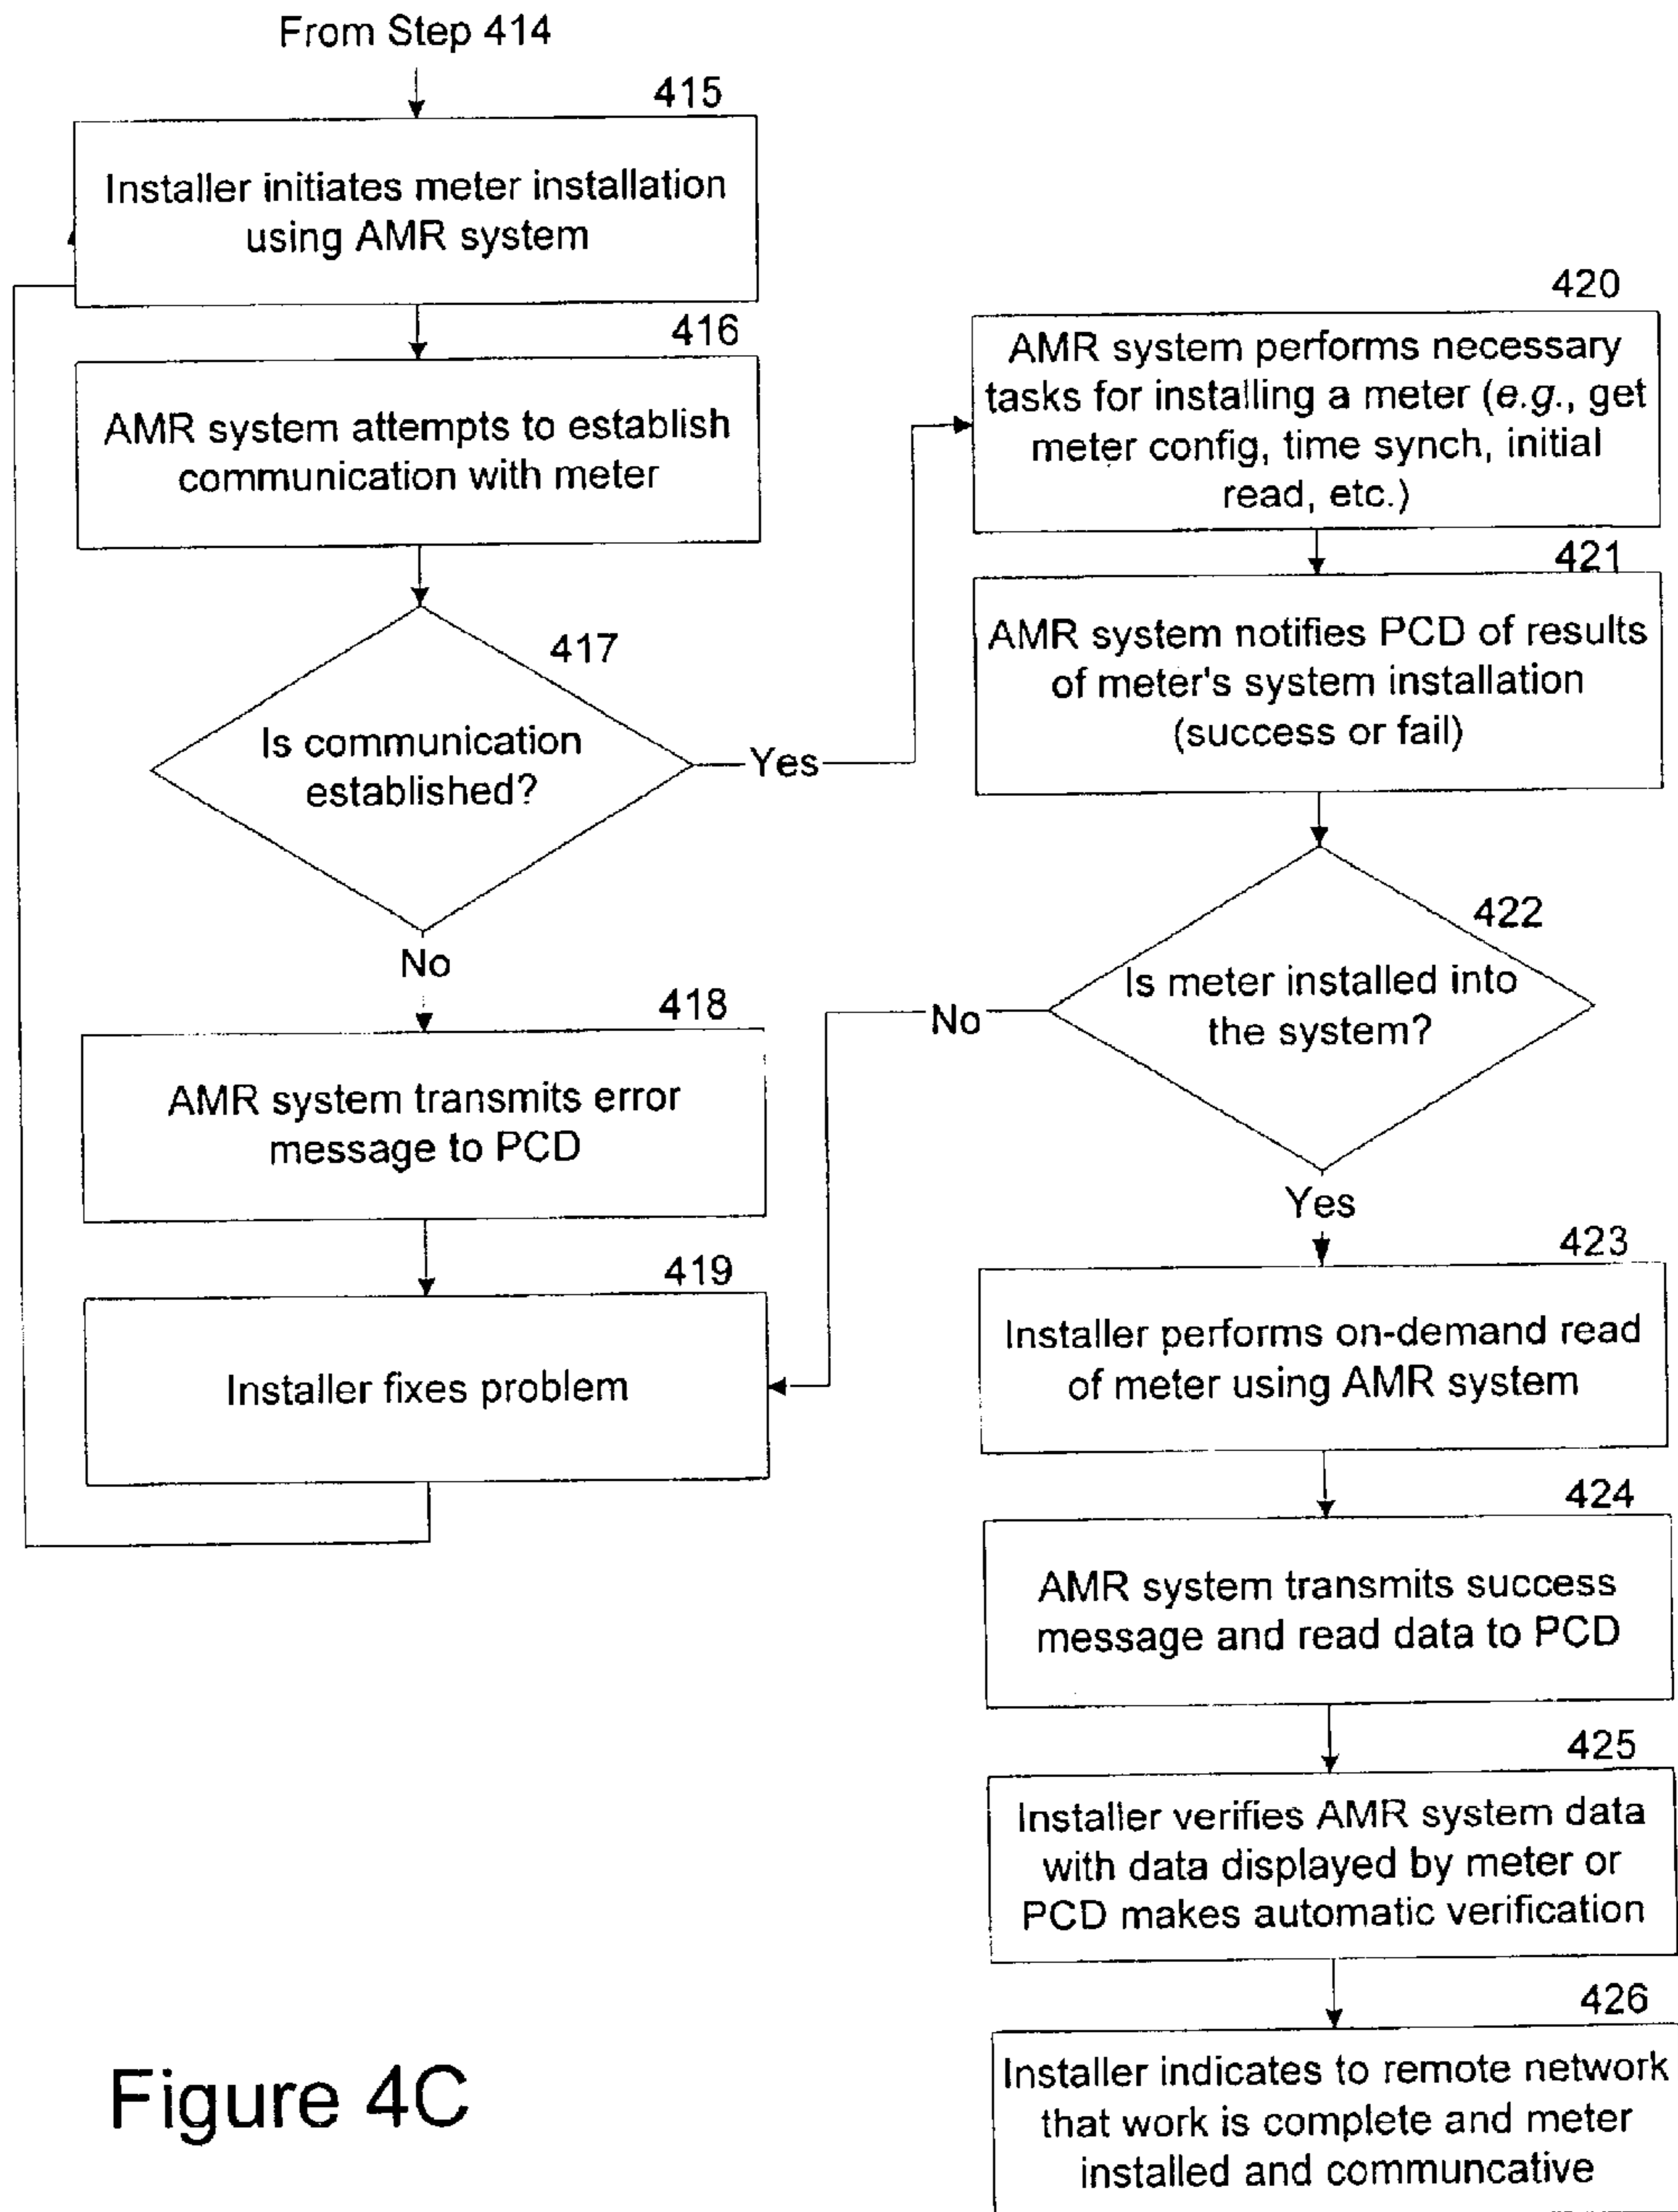 From Step 414
415
Installer initiates meter installation
using AMR system
416
AMR system attempts to establish
communication with meter
417
Is communication
established?
Yes
No
418
AMR system transmits error
message to PCD
419
Installer fixes problem
420
AMR system performs necessary
tasks for installing a meter (e.g., get
meter config, time synch, initial
read, etc.)
421
AMR system notifies PCD of results
of meter's system installation
(success or fail)
422
Is meter installed into
the system?
No
Yes
423
Installer performs on-demand read
of meter using AMR system
424
AMR system transmits success
message and read data to PCD
425
Installer verifies AMR system data
with data displayed by meter or
PCD makes automatic verification
426
Installer indicates to remote network
that work is complete and meter
installed and communcative
Figure 4C